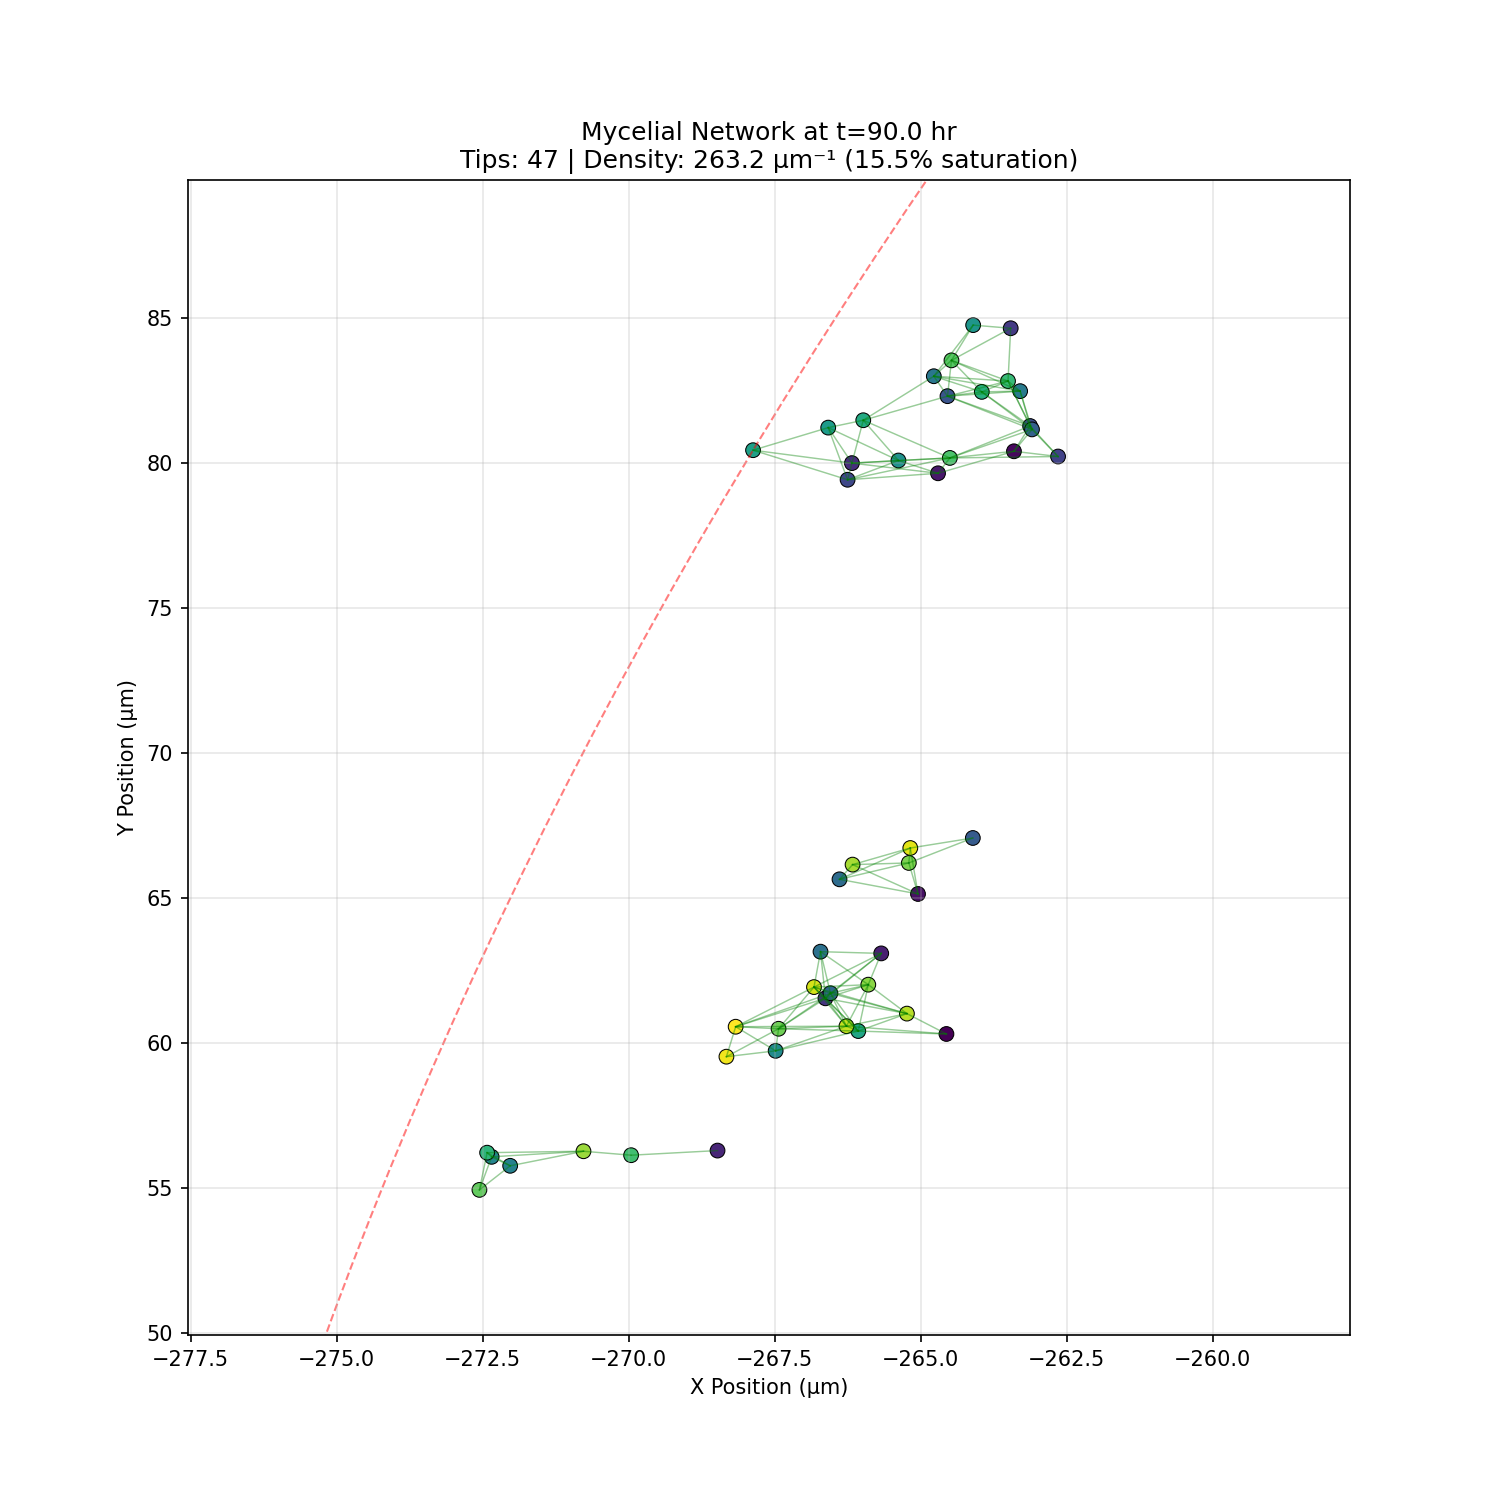 Mycelial Network at t=90.0 hr
Tips: 47 | Density: 263.2 µm⁻¹ (15.5% saturation)
85
80
75
70
65
60
55
50
Y Position (µm)
−277.5 −275.0 −272.5 −270.0 −267.5 −265.0 −262.5 −260.0
X Position (µm)